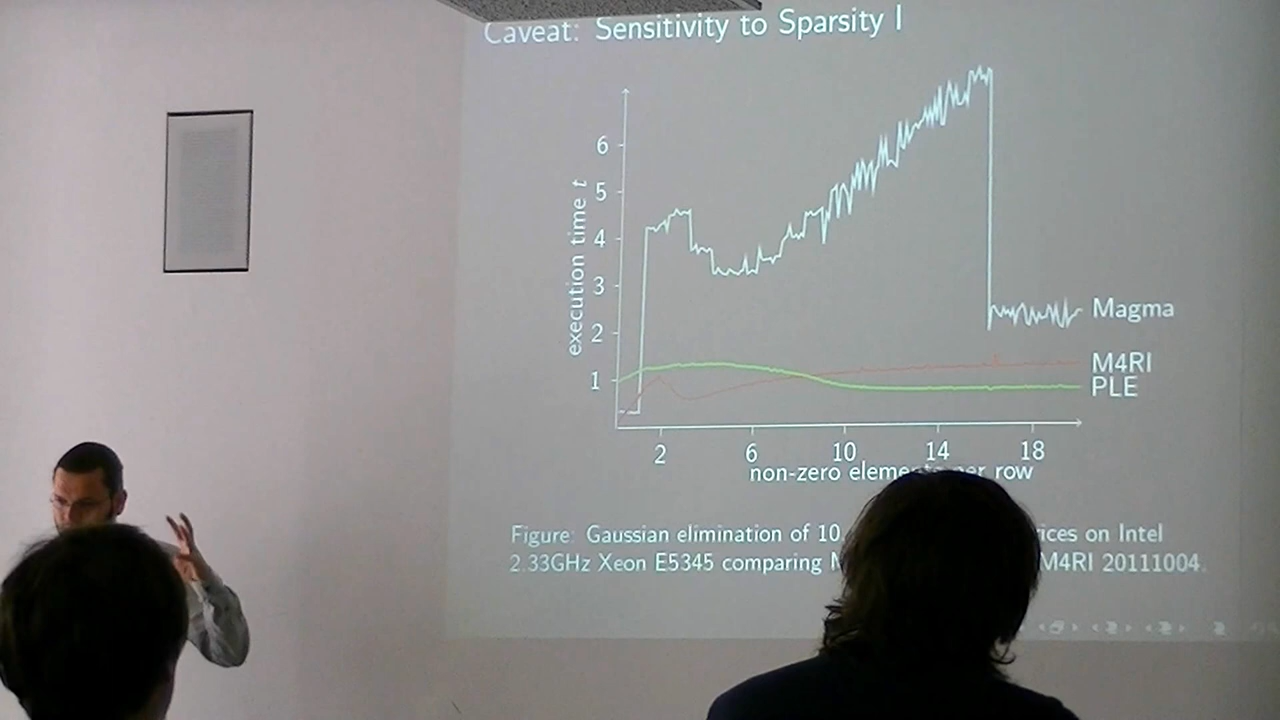 Caveat: Sensitivity to Sparsity I
execution time t
6
5
4
3
2
1
Magma
M4RI
PLE
2 6 10 14 18
non-zero elements per row
Figure: Gaussian elimination of 10 on Intel
2.33GHz Xeon E5345 comparing M4RI 20111004.